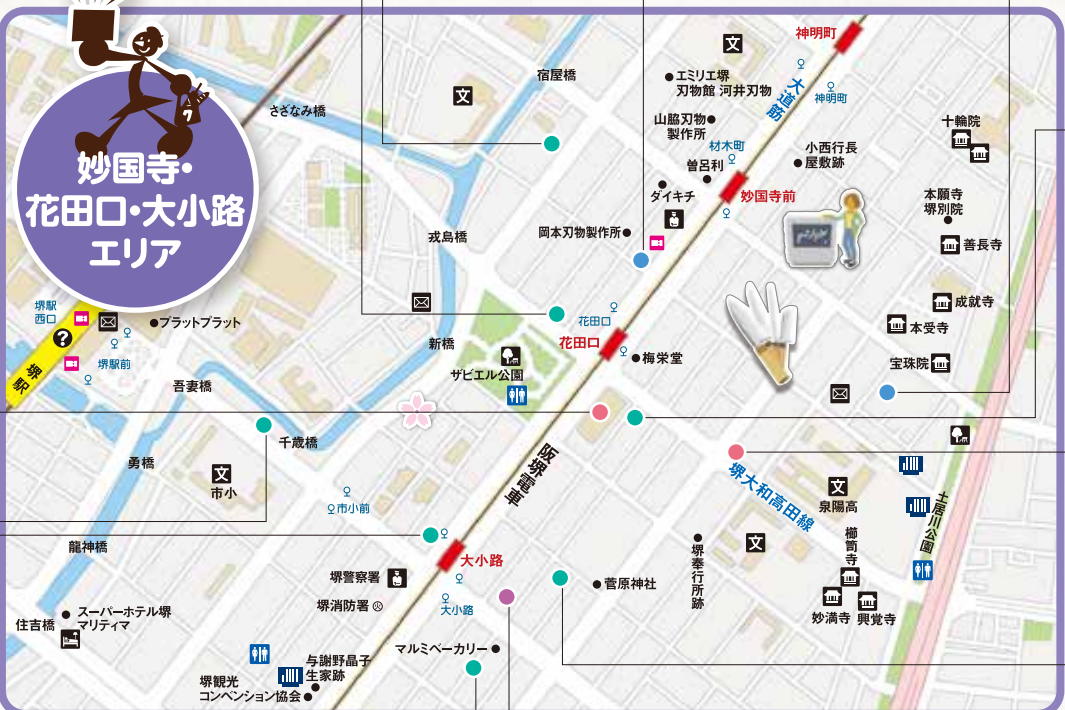 妙国寺・
花田口・大小路
エリア
神明町
文
宿屋橋
エミリエ堺
刃物館 河井刃物
大道筋
神明町
文
さざなみ橋
山脇刃物
製作所
材木町
小西行長
屋敷跡
十輪院
曽呂利
妙国寺前
ダイキチ
本願寺
堺別院
岡本刃物製作所
戎島橋
善長寺
堺駅
西口
プラットプラット
花田口
成就寺
本受寺
?
堺駅前
新橋
花田口
梅栄堂
宝珠院
堺駅
ザビエル公園
吾妻橋
千歳橋
阪堺電車
勇橋
文
市小
堺大和高田線
文
泉陽高
市小前
土居川公園
龍神橋
大小路
文
櫛笥寺
堺警察署
堺奉行所跡
菅原神社
堺消防署
大小路
妙満寺
興覚寺
スーパーホテル堺
マリティマ
住吉橋
マルミベーカリー
与謝野晶子
生家跡
堺観光
コンベンション協会